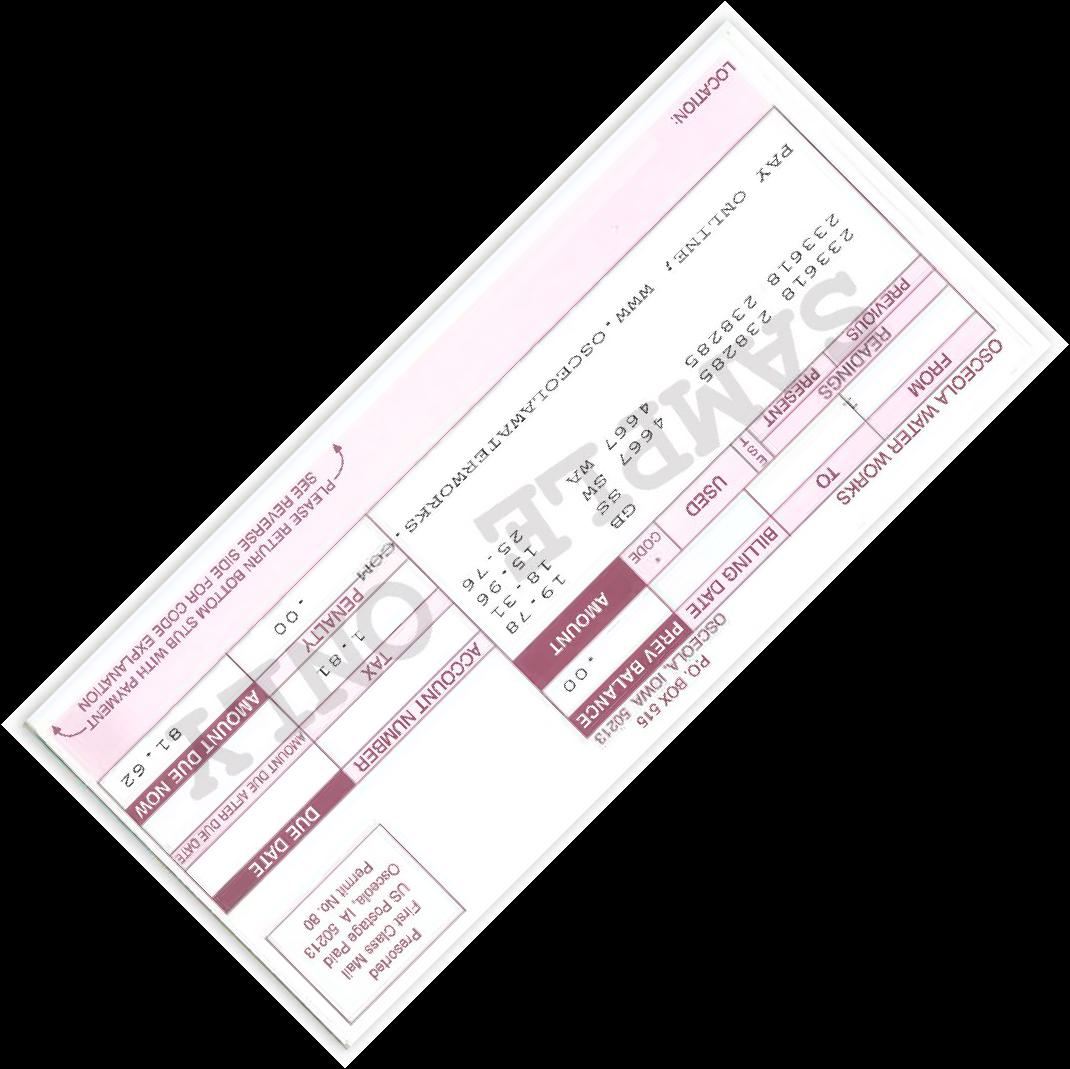 OSCEOLA WATER WORKS
P.O. BOX 515
OSCEOLA, IOWA 50213
Presorted
First Class Mail
US Postage Paid
Osceola, IA 50213
Permit No. 80
FROM TO BILLING DATE PREV BALANCE
.00
READINGS
PREVIOUS PRESENT EST USED CODE AMOUNT
GB 19.78
SS 18.31
233618 238285 4667 SW 15.96
233618 238285 4667 WA 25.76
ACCOUNT NUMBER DUE DATE
TAX AMOUNT DUE AFTER DUE DATE
1.81
PENALTY AMOUNT DUE NOW
.00 81.62
PAY ONLINE, WWW.OSCEOLAWATERWORKS.COM
LOCATION:
PLEASE RETURN BOTTOM STUB WITH PAYMENT
SEE REVERSE SIDE FOR CODE EXPLANATION
SAMPLE ONLY